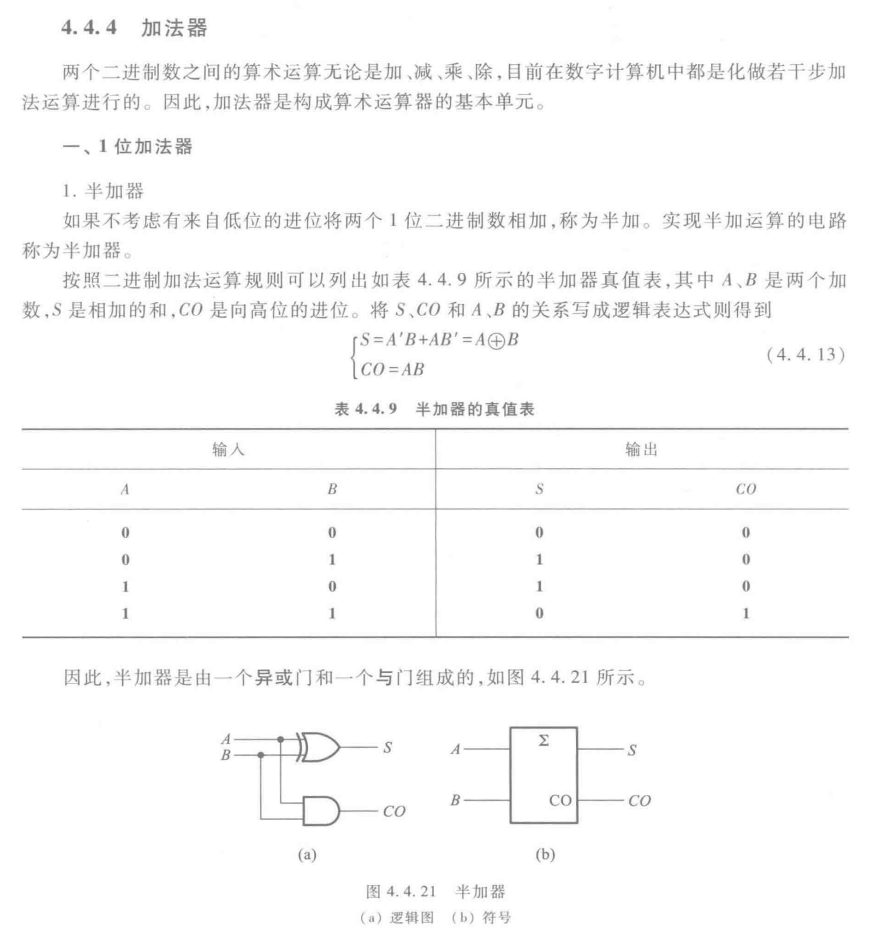 4.4.4 加法器
两个二进制数之间的算术运算无论是加、减、乘、除,目前在数字计算机中都是化做若干步加
法运算进行的。因此,加法器是构成算术运算器的基本单元。
一、1 位加法器
1. 半加器
如果不考虑有来自低位的进位将两个 1 位二进制数相加,称为半加。实现半加运算的电路
称为半加器。
按照二进制加法运算规则可以列出如表 4.4.9 所示的半加器真值表,其中 A、B 是两个加
数,S 是相加的和,CO 是向高位的进位。将 S、CO 和 A、B 的关系写成逻辑表达式则得到
S=A′B+AB′=A⊕B
CO=AB
(4.4.13)
表 4.4.9 半加器的真值表
输入 输出
A B S CO
0 0 0 0
0 1 1 0
1 0 1 0
1 1 0 1
因此,半加器是由一个异或门和一个与门组成的,如图 4.4.21 所示。
A
B
S
CO
A
B
Σ
CO
S
CO
(a) (b)
图 4.4.21 半加器
(a) 逻辑图 (b) 符号